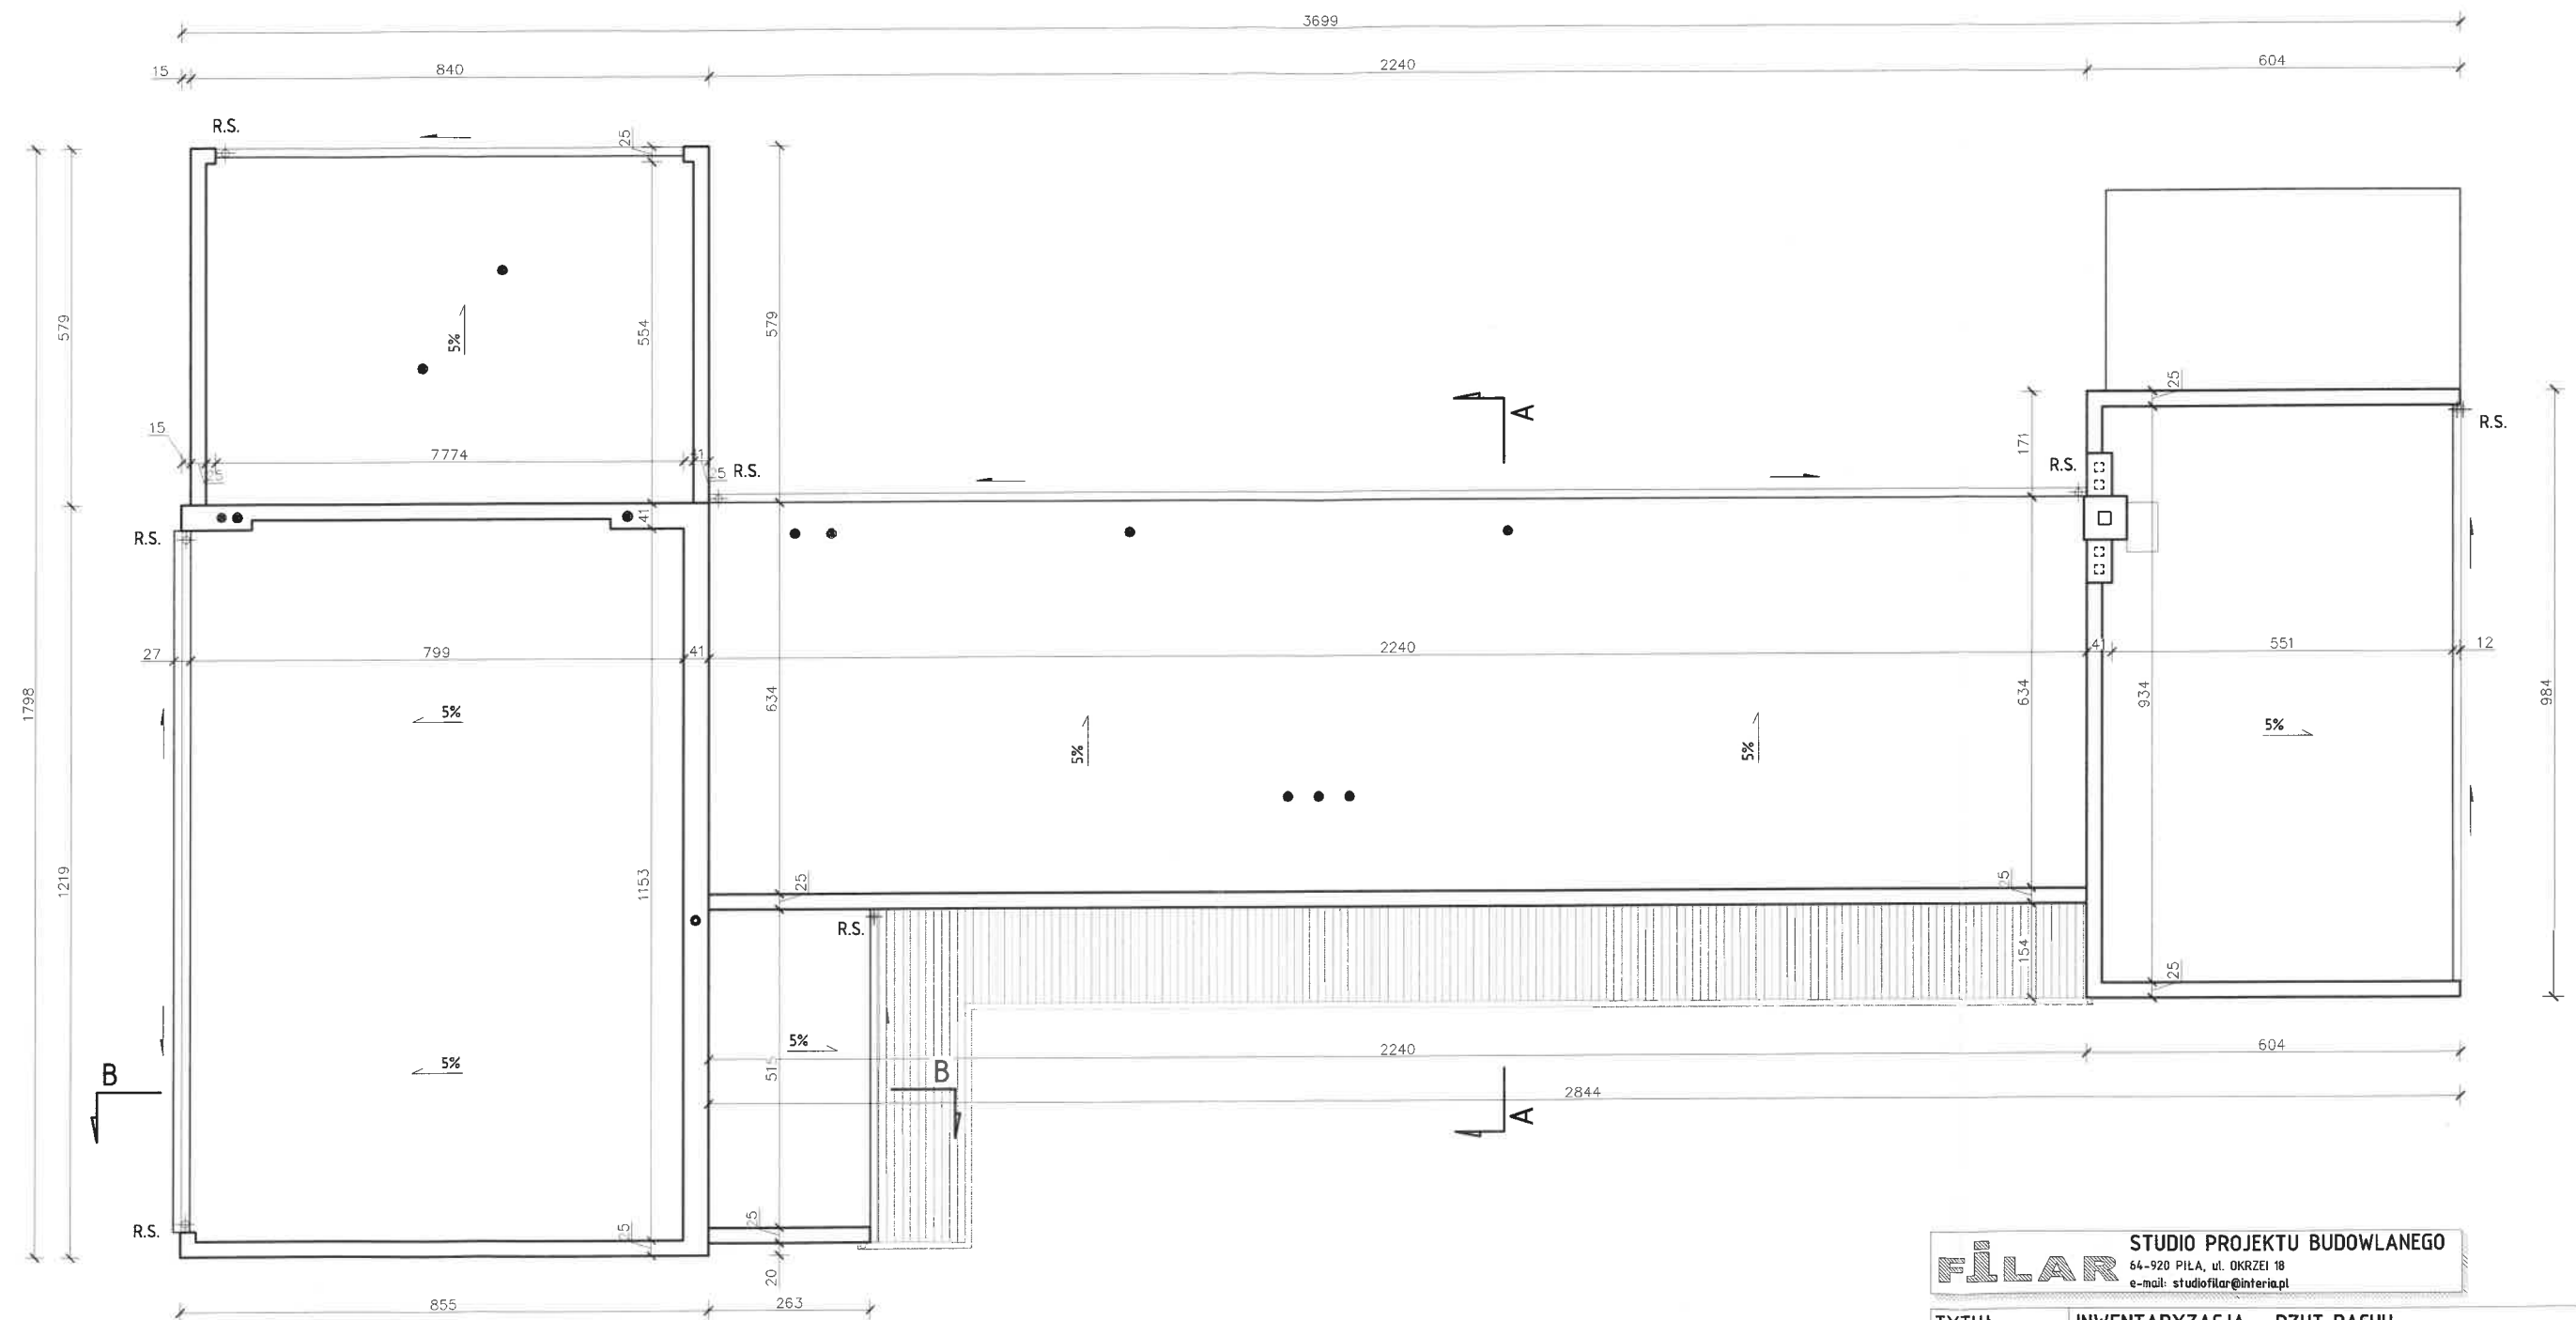 3699
15 840 2240 604
R.S.
25
579 554 579
5%
15 7774 41 25 R.S.
A
171 25
R.S. R.S.
41
R.S.
27 799 41 2240 41 551 12
1798 634 634 934 984
5% 5% 5% 5%
1219 1153 25 25
R.S.
154 25
5% 5% 515
2240 604
B B
2844
A
R.S. 25 25
20
855 263
FILAR STUDIO PROJEKTU BUDOWLANEGO
64-920 PIŁA, ul. OKRZEI 18
e-mail: studiofilar@interia.pl